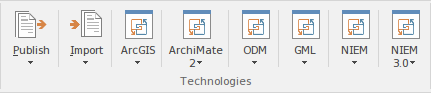 Publish Import ArcGIS ArchiMate 2 ODM GML NIEM NIEM 3.0
Technologies